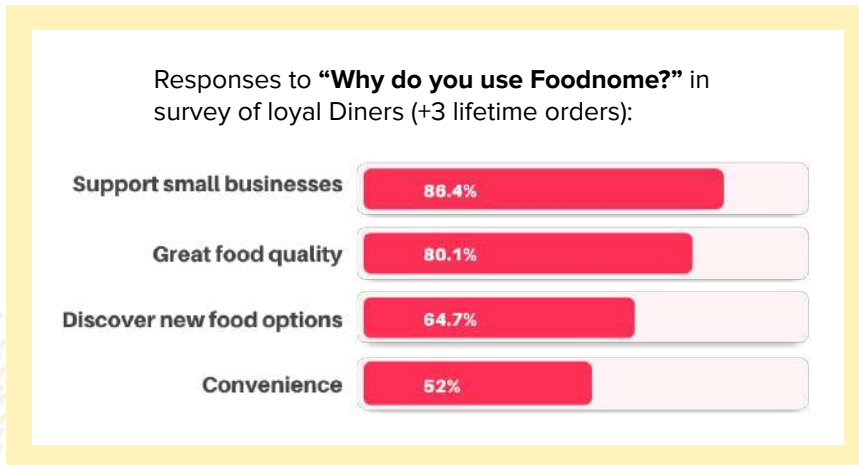 Responses to “Why do you use Foodnome?” in
survey of loyal Diners (+3 lifetime orders):
Support small businesses 86.4%
Great food quality 80.1%
Discover new food options 64.7%
Convenience 52%